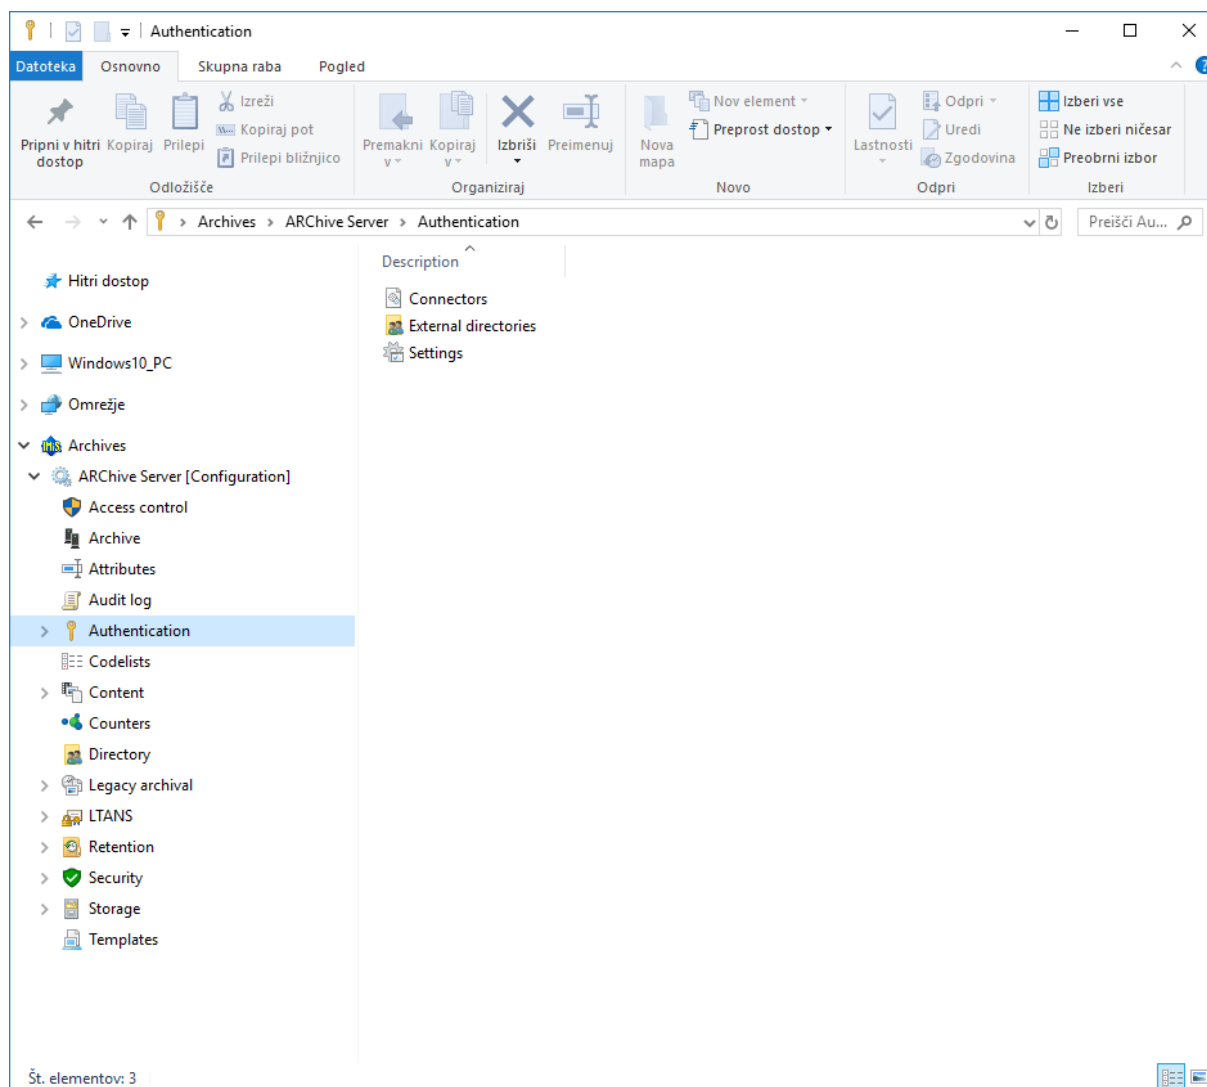 Authentication
Datoteka Osnovno Skupna raba Pogled
Pripni v hitri dostop
Kopiraj
Prilepi
Izreži
Kopiraj pot
Prilepi bližnjico
Odložišče
Premakni v
Kopiraj v
Izbriši
Preimenuj
Organiziraj
Nova mapa
Nov element
Preprost dostop
Novo
Lastnosti
Odpri
Uredi
Zgodovina
Odpri
Izberi vse
Ne izberi ničesar
Preobrni izbor
Izberi
Archives > ARChive Server > Authentication
Preišči Au...
Hitri dostop
OneDrive
Windows10_PC
Omrežje
IMiS Archives
ARChive Server [Configuration]
Access control
Archive
Attributes
Audit log
Authentication
Codelists
Content
Counters
Directory
Legacy archival
LTANS
Retention
Security
Storage
Templates
Description
Connectors
External directories
Settings
Št. elementov: 3